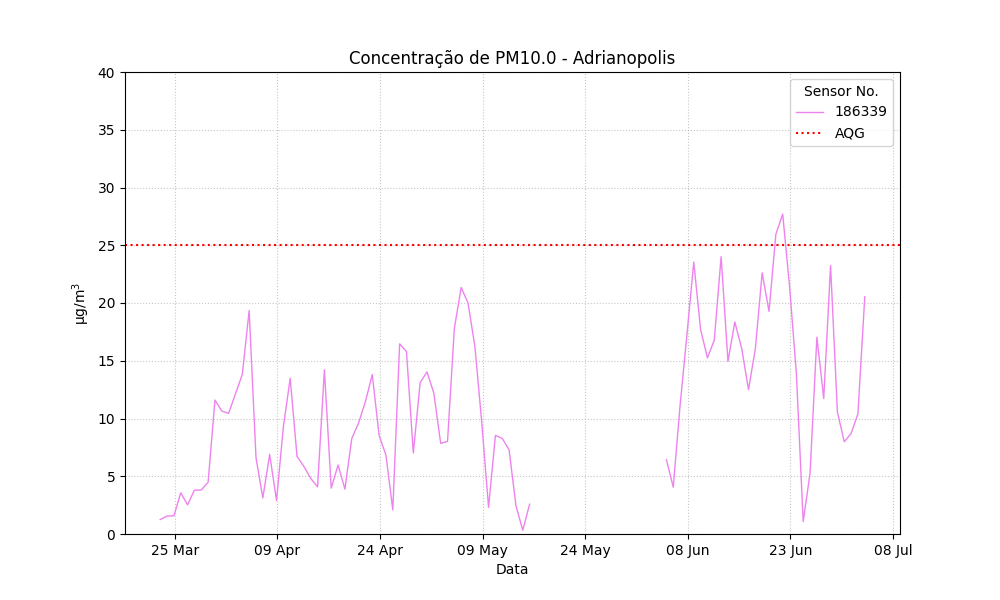 Concentração de PM10.0 - Adrianopolis
40
35
30
25
20
15
10
5
0
µg/m³
Sensor No.
186339
AQG
25 Mar
09 Apr
24 Apr
09 May
24 May
08 Jun
23 Jun
08 Jul
Data